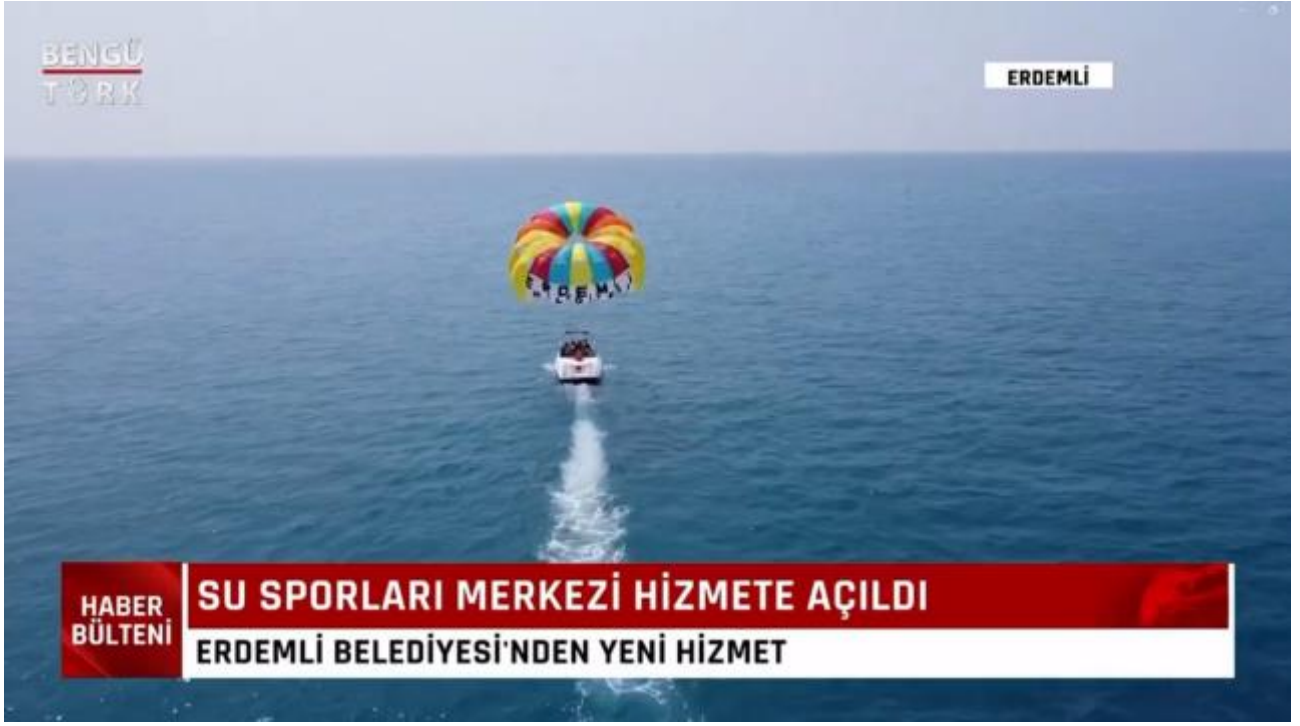 BENGÜ
TÜRK
ERDEMLİ
ERDEMLİ
HABER
BÜLTENİ
SU SPORLARI MERKEZİ HİZMETE AÇILDI
ERDEMLİ BELEDİYESİ'NDEN YENİ HİZMET